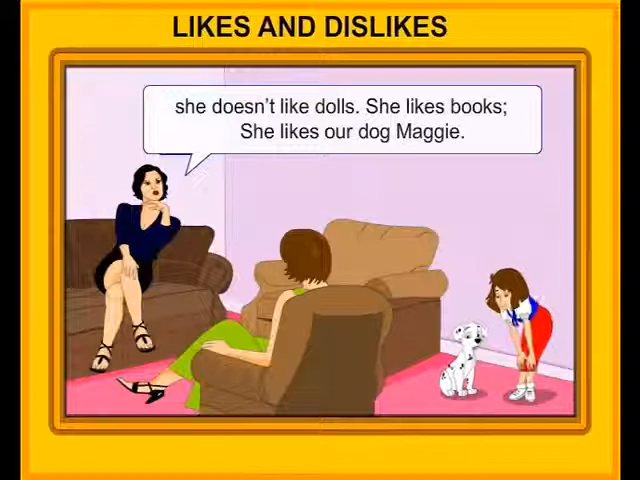 LIKES AND DISLIKES
she doesn't like dolls. She likes books;
She likes our dog Maggie.